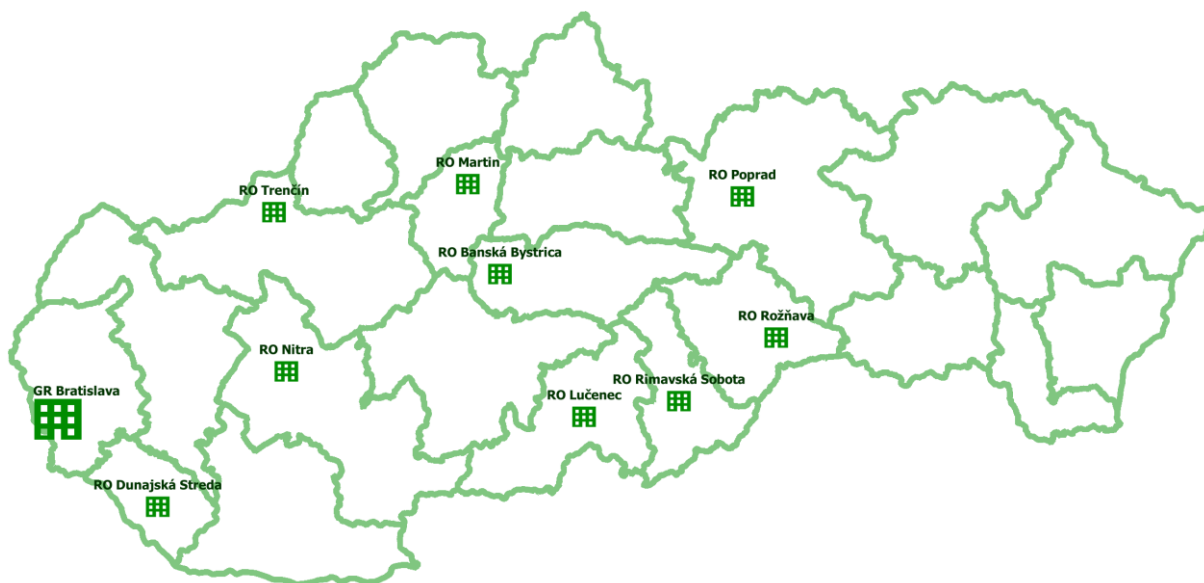 RO Martin
RO Poprad
RO Trenčín
RO Banská Bystrica
RO Rožňava
RO Nitra
RO Rimavská Sobota
GR Bratislava
RO Lučenec
RO Dunajská Streda